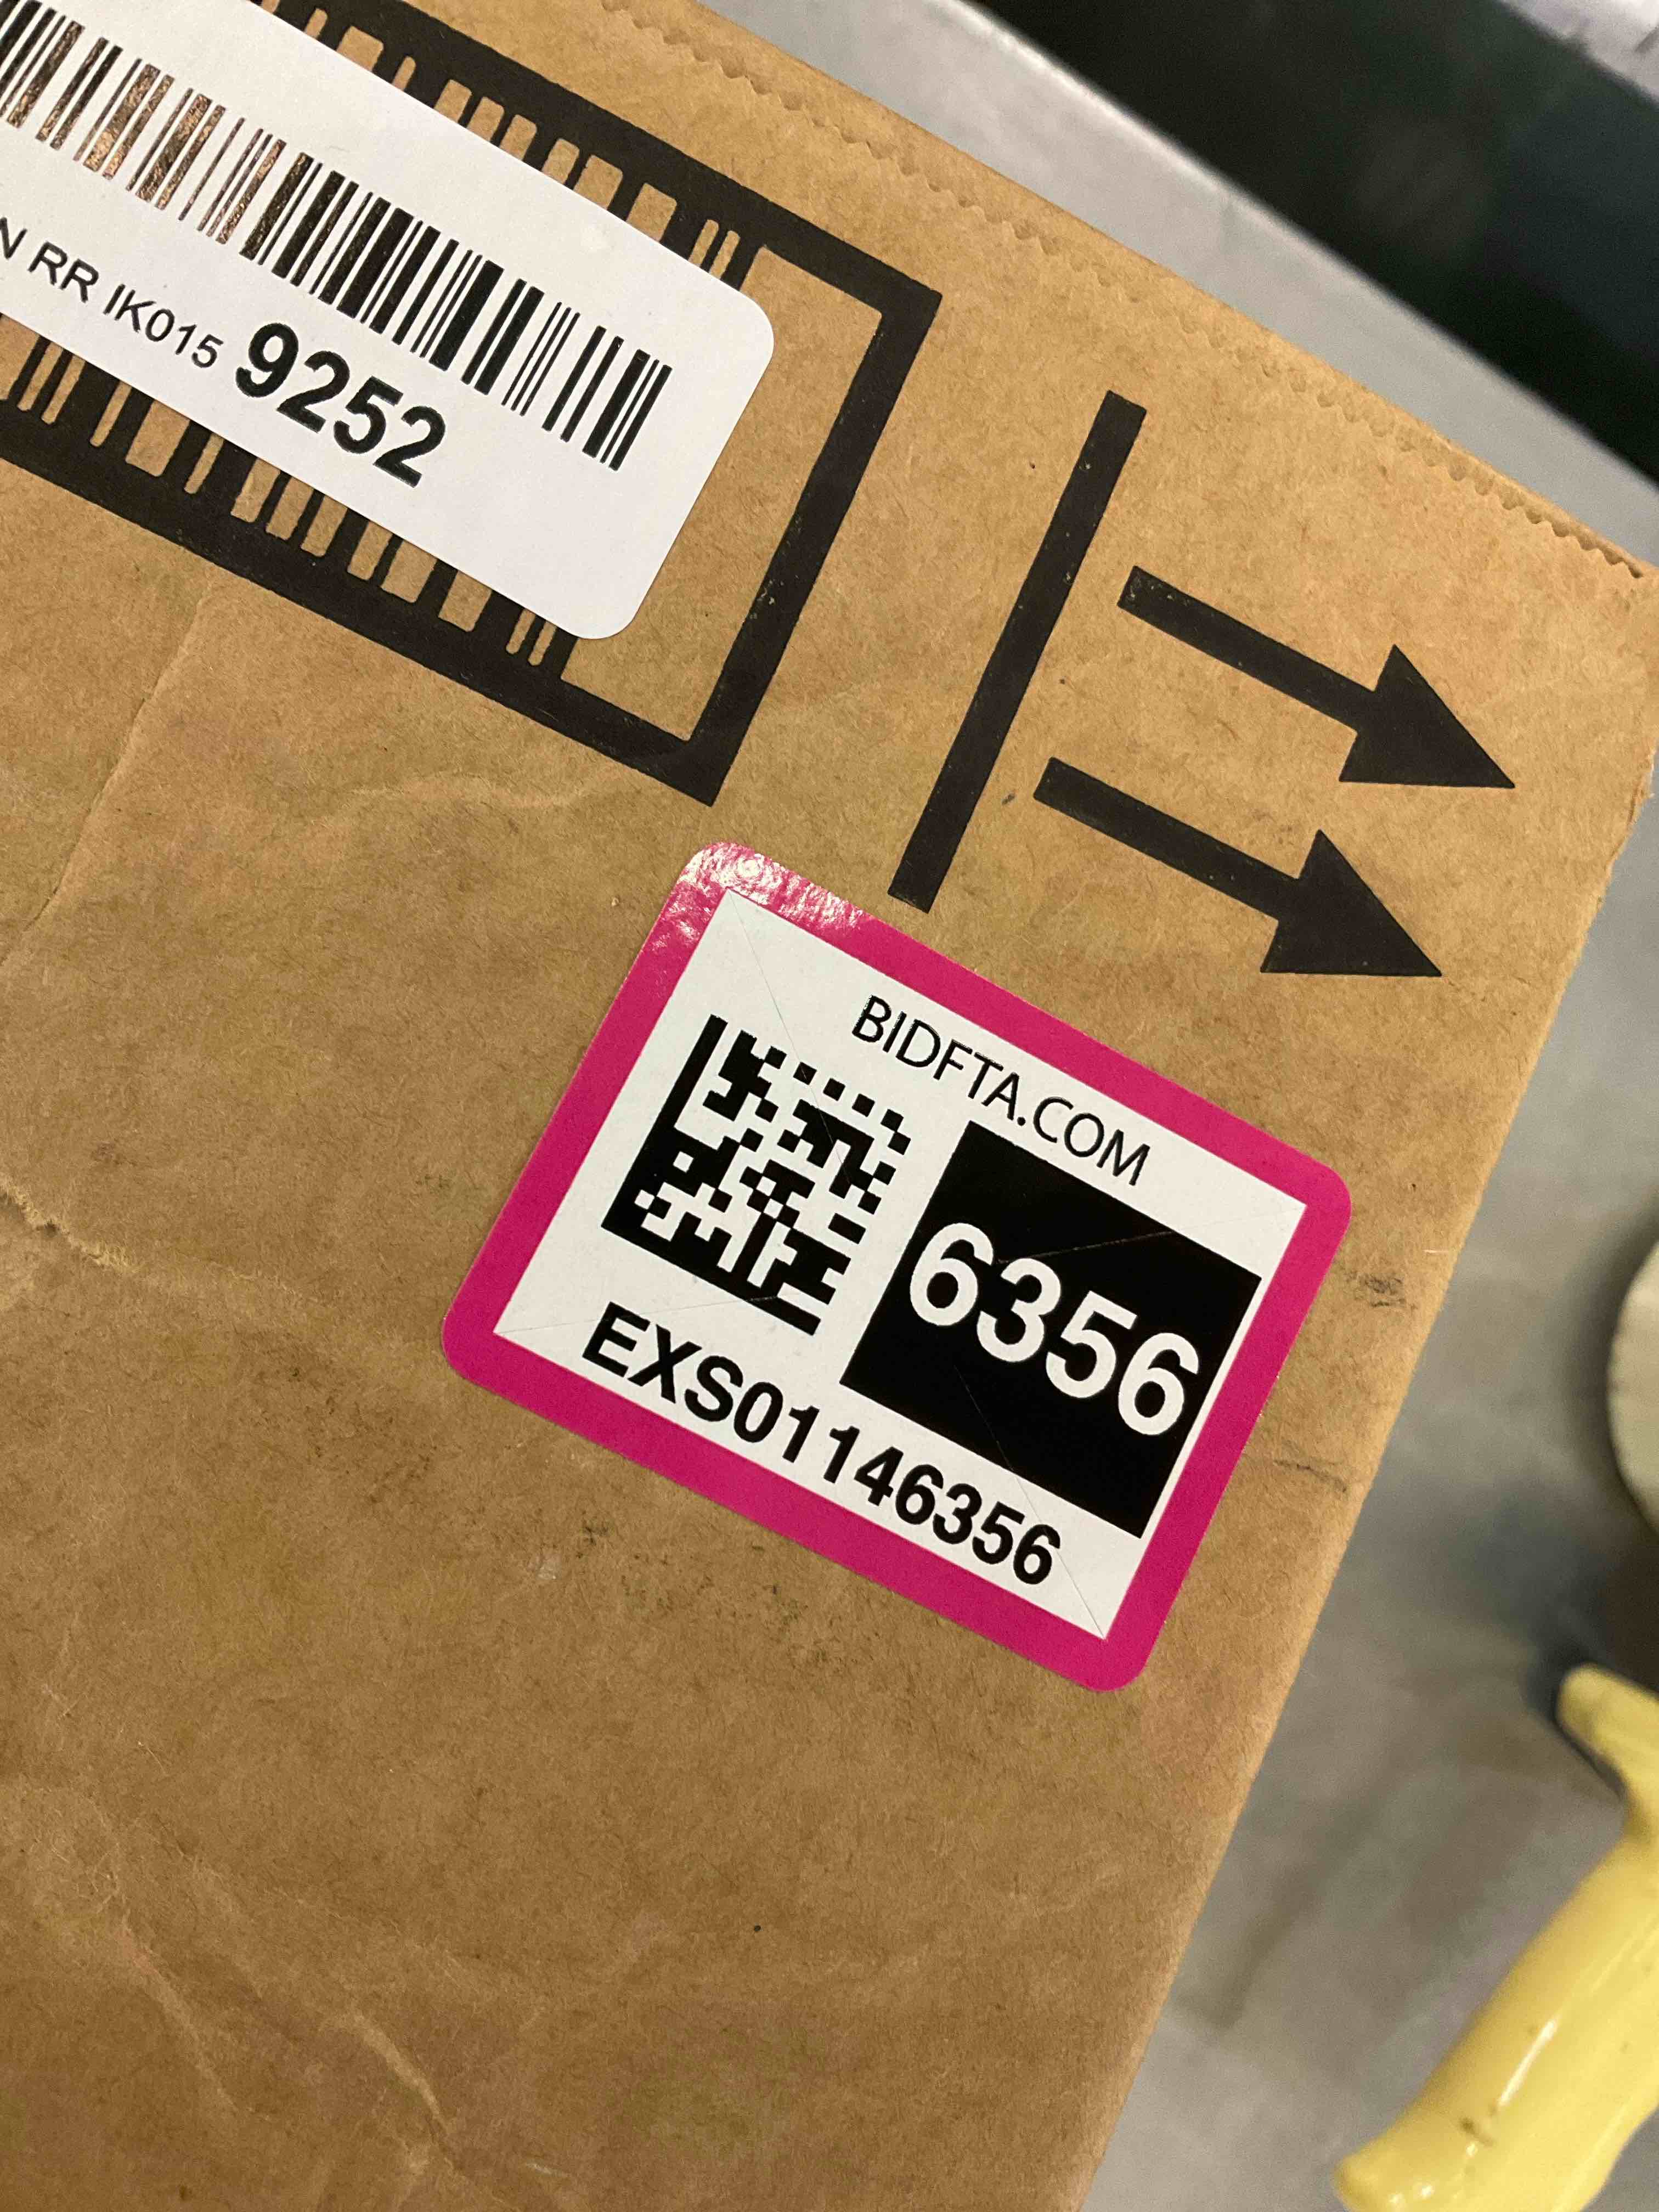 N RR IK015 9252
BIDFTA.COM
6356
EXS01146356